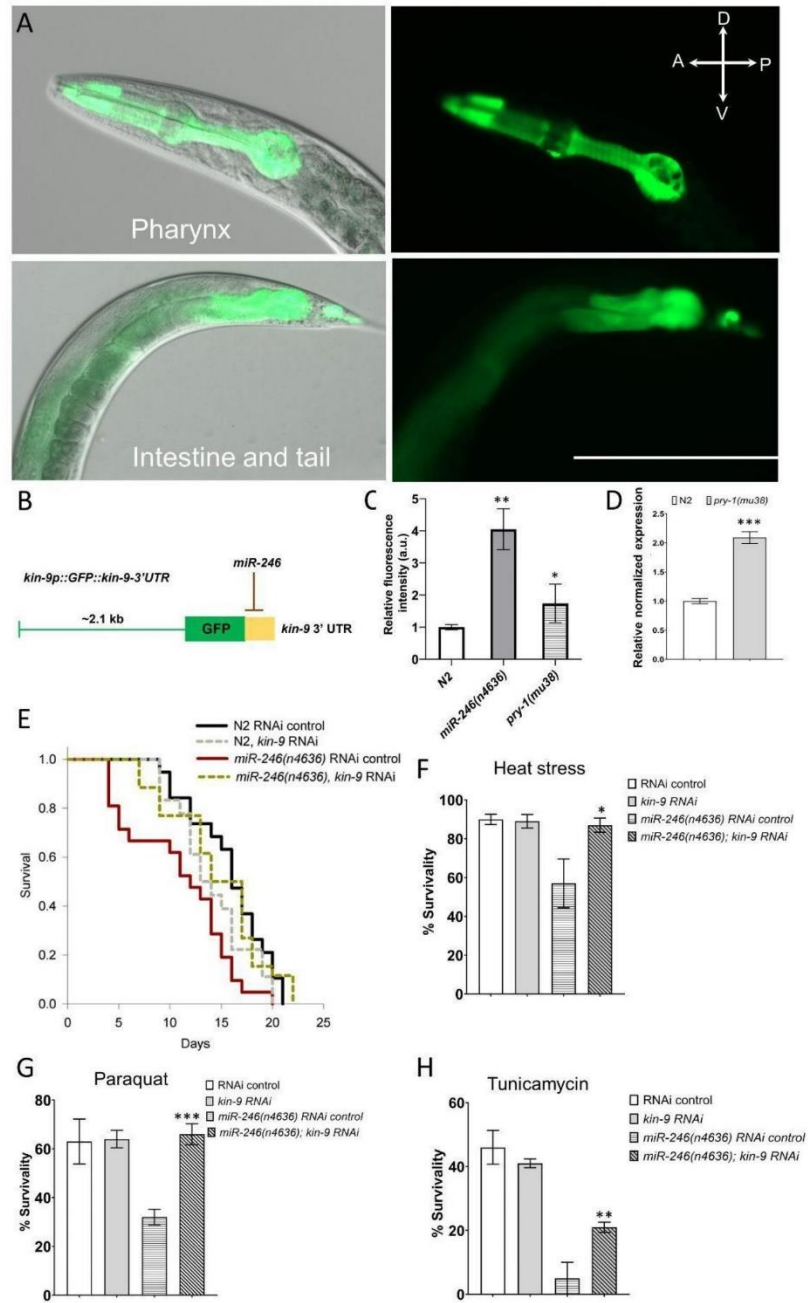 A
D
A
P
V
Pharynx
Intestine and tail
B
kin-9p::GFP::kin-9-3'UTR
miR-246
~2.1 kb
GFP
kin-9 3' UTR
C
Relative fluorescence
intensity (a.u.)
5
4
3
2
1
0
**
*
N2
miR-246(n4636)
pry-1(mu38)
D
N2
pry-1(mu38)
Relative normalized expression
2.5
2.0
1.5
1.0
0.5
0.0
***
E
N2 RNAi control
N2, kin-9 RNAi
miR-246(n4636) RNAi control
miR-246(n4636), kin-9 RNAi
Survival
1.0
0.8
0.6
0.4
0.2
0.0
0
5
10
15
20
25
Days
F
Heat stress
% Survivality
100
80
60
40
20
0
*
RNAi control
kin-9 RNAi
miR-246(n4636) RNAi control
miR-246(n4636); kin-9 RNAi
G
Paraquat
% Survivality
80
60
40
20
0
***
RNAi control
kin-9 RNAi
miR-246(n4636) RNAi control
miR-246(n4636); kin-9 RNAi
H
Tunicamycin
% Survivality
60
40
20
0
**
RNAi control
kin-9 RNAi
miR-246(n4636) RNAi control
miR-246(n4636); kin-9 RNAi